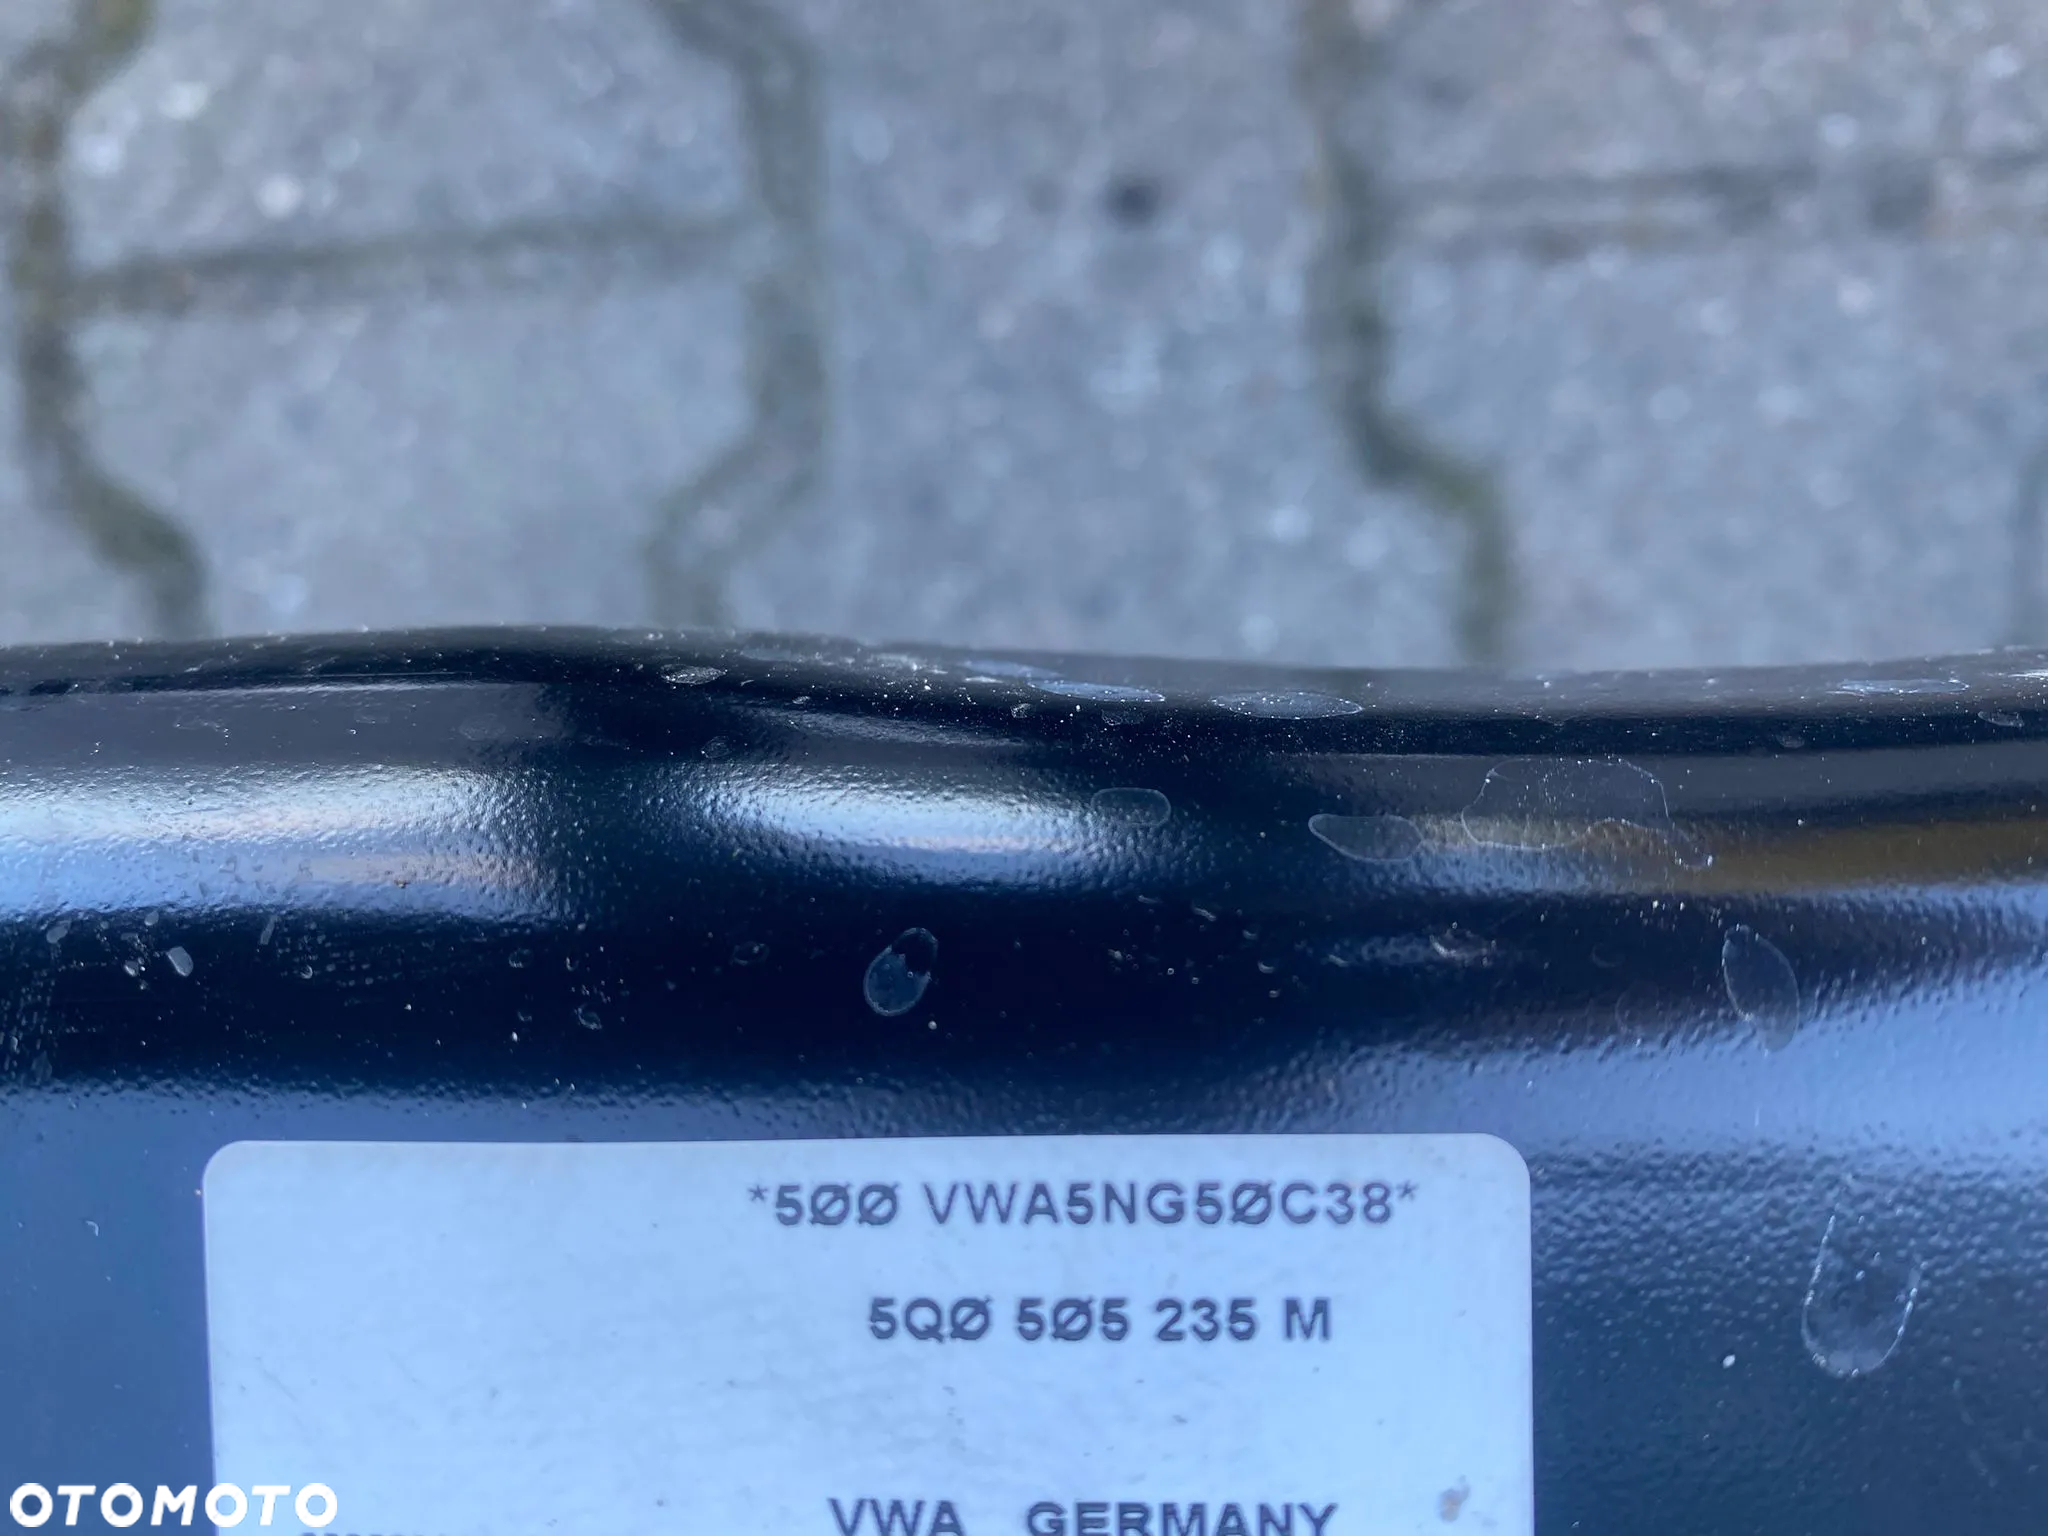 *5ØØ VWA5NG5ØC38*
5QØ 5Ø5 235 M
VWA GERMANY
OTOMOTO